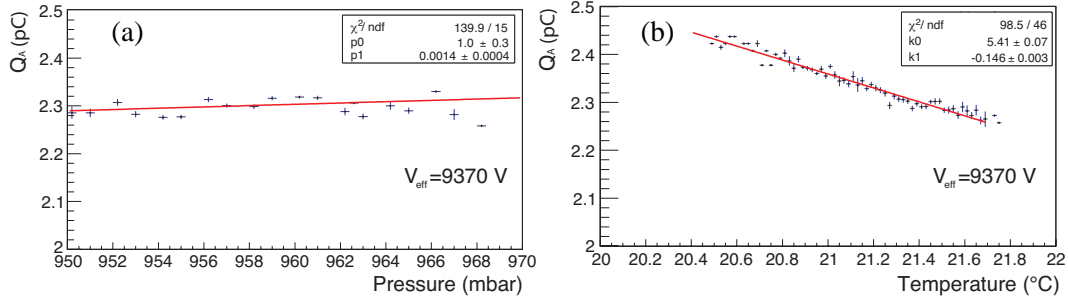 (a)
χ²/ ndf 139.9 / 15
p0 1.0 ± 0.3
p1 0.0014 ± 0.0004
Q_A (pC)
2.5
2.4
2.3
2.2
2.1
2
V_eff=9370 V
950 952 954 956 958 960 962 964 966 968 970
Pressure (mbar)
(b)
χ²/ ndf 98.5 / 46
k0 5.41 ± 0.07
k1 -0.146 ± 0.003
Q_A (pC)
2.5
2.4
2.3
2.2
2.1
2
V_eff=9370 V
20 20.2 20.4 20.6 20.8 21 21.2 21.4 21.6 21.8 22
Temperature (°C)